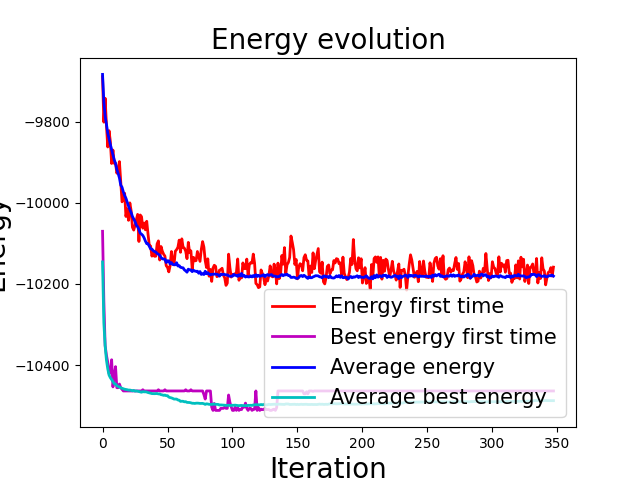 Energy evolution
Energy
−9800
−10000
−10200
−10400
Energy first time
Best energy first time
Average energy
Average best energy
0 50 100 150 200 250 300 350
Iteration